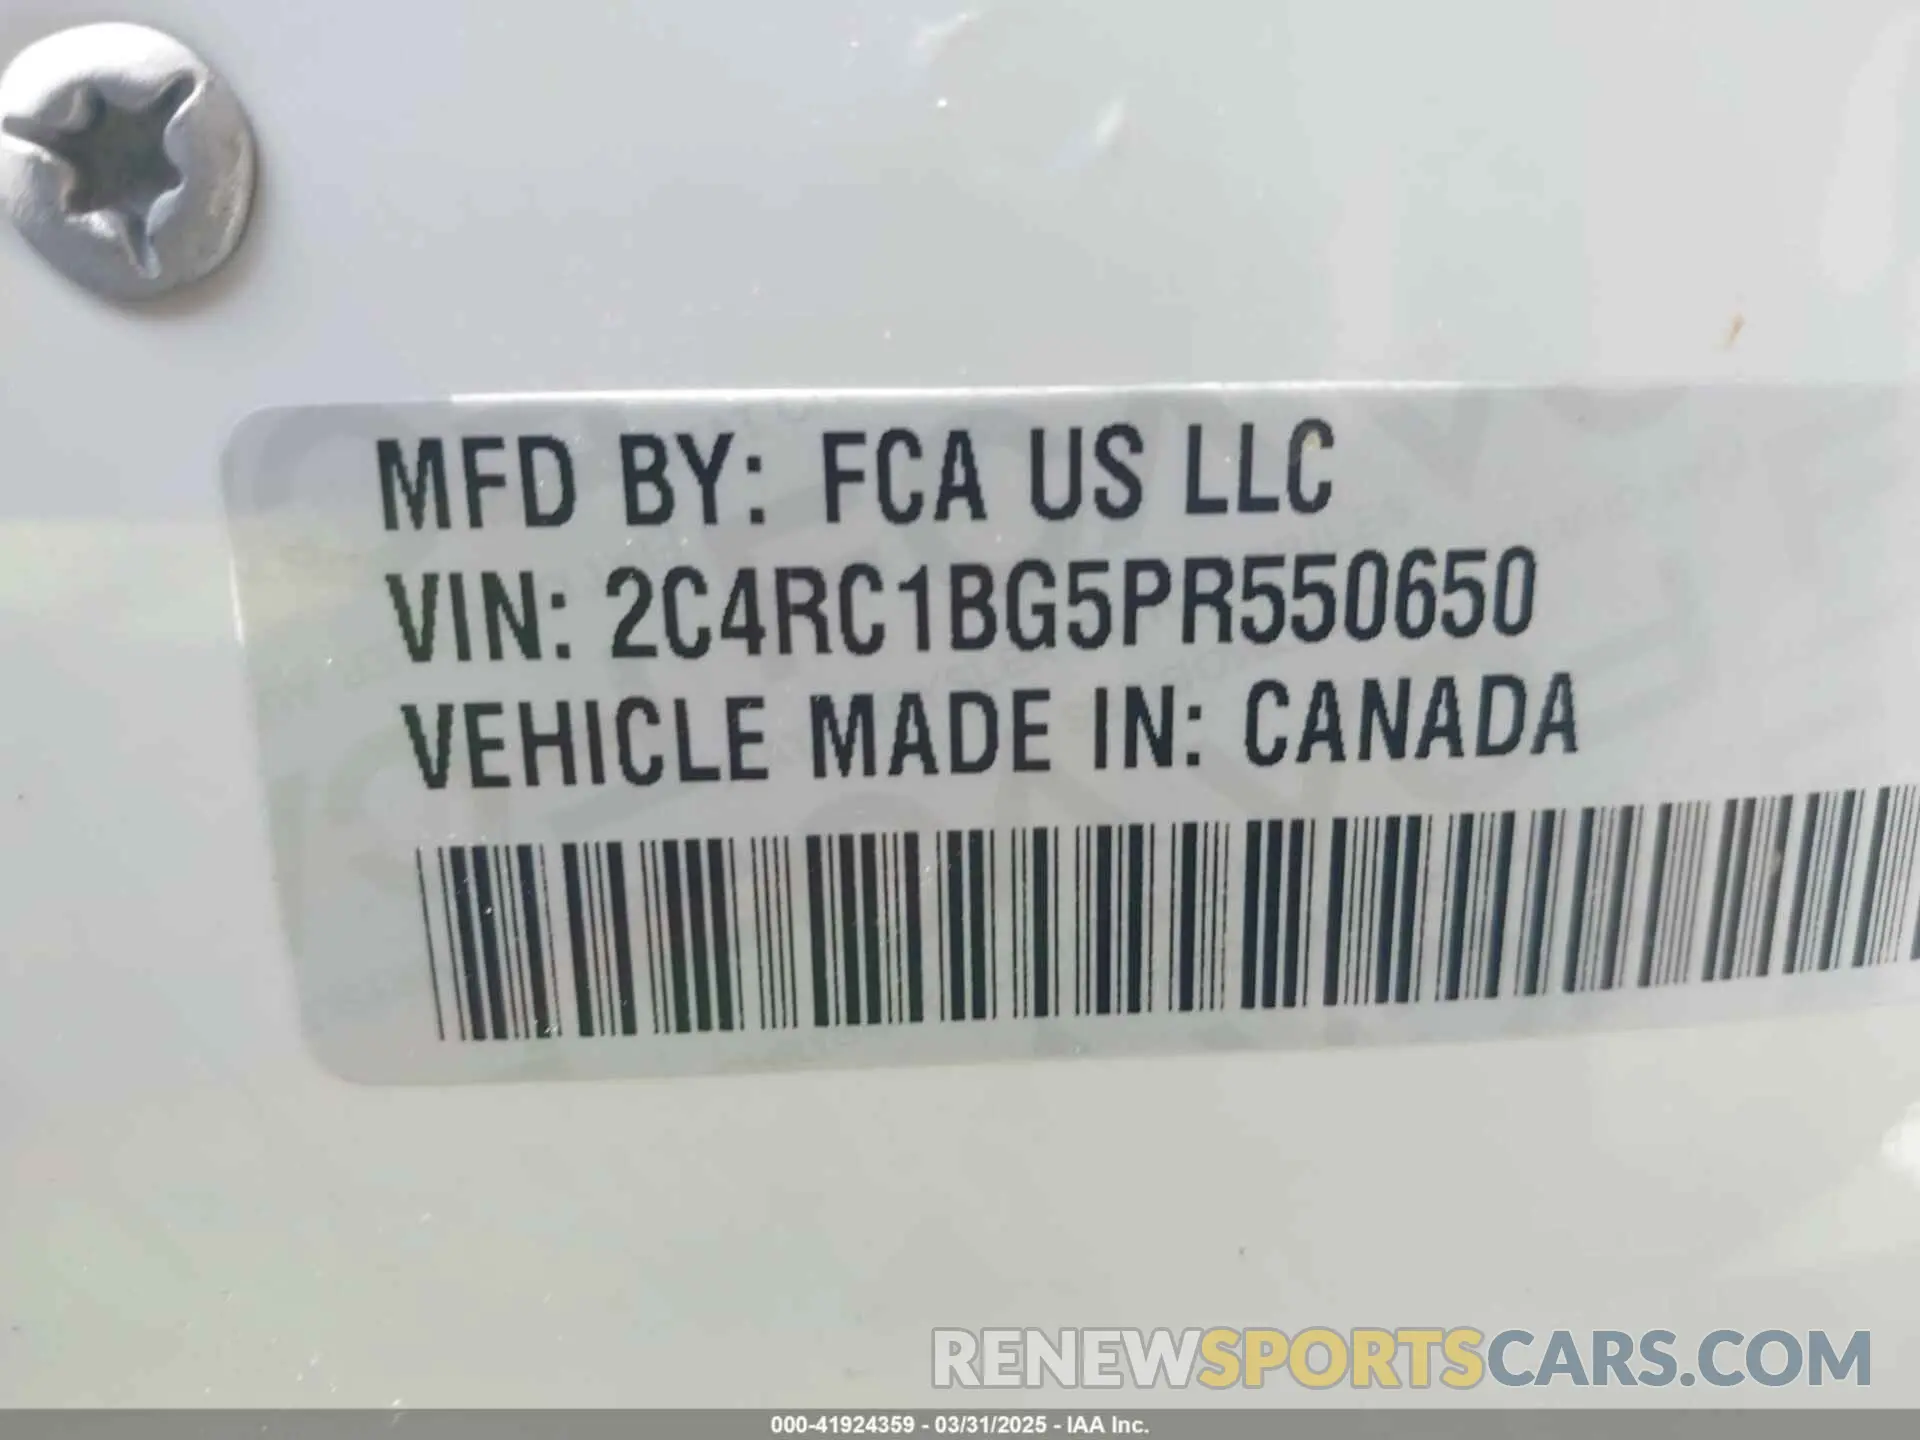 MFD BY: FCA US LLC
VIN: 2C4RC1BG5PR550650
VEHICLE MADE IN: CANADA
RENEWSPORTSCARS.COM
000-41924359 - 03/31/2025 - IAA Inc.